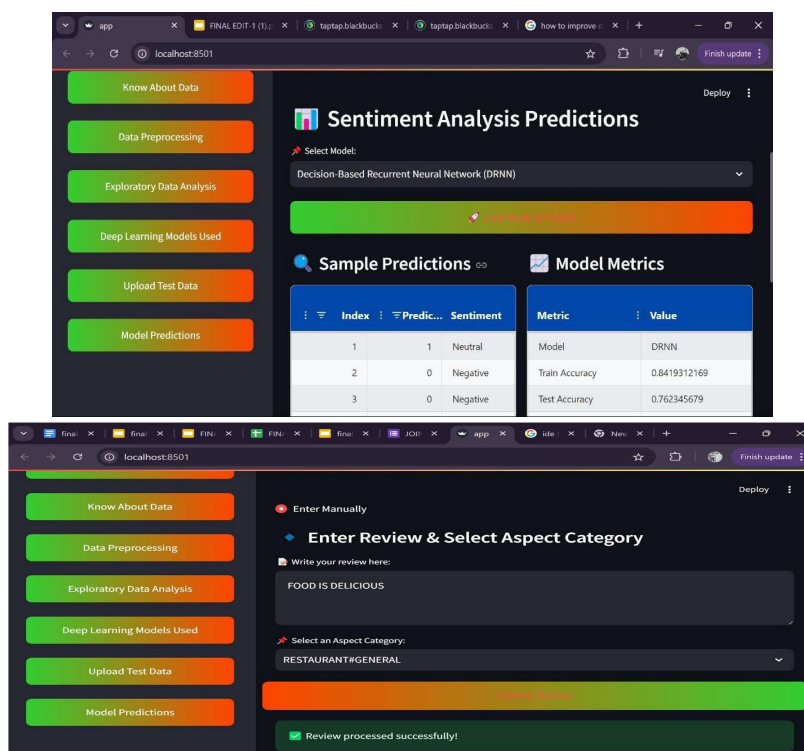 app
FINAL EDIT-1 (1).p
taptap.blackbucks
taptap.blackbucks
how to improve c
localhost:8501
Finish update
Know About Data
Data Preprocessing
Exploratory Data Analysis
Deep Learning Models Used
Upload Test Data
Model Predictions
Deploy
Sentiment Analysis Predictions
Select Model:
Decision-Based Recurrent Neural Network (DRNN)
Sample Predictions
Model Metrics
Index Predic... Sentiment
1 1 Neutral
2 0 Negative
3 0 Negative
Metric Value
Model DRNN
Train Accuracy 0.8419312169
Test Accuracy 0.762345679
final
final
FIN/
FIN/
final
JOIN
app
ide
New
localhost:8501
Finish update
Know About Data
Data Preprocessing
Exploratory Data Analysis
Deep Learning Models Used
Upload Test Data
Model Predictions
Deploy
Enter Manually
Enter Review & Select Aspect Category
Write your review here:
FOOD IS DELICIOUS
Select an Aspect Category:
RESTAURANT#GENERAL
Review processed successfully!